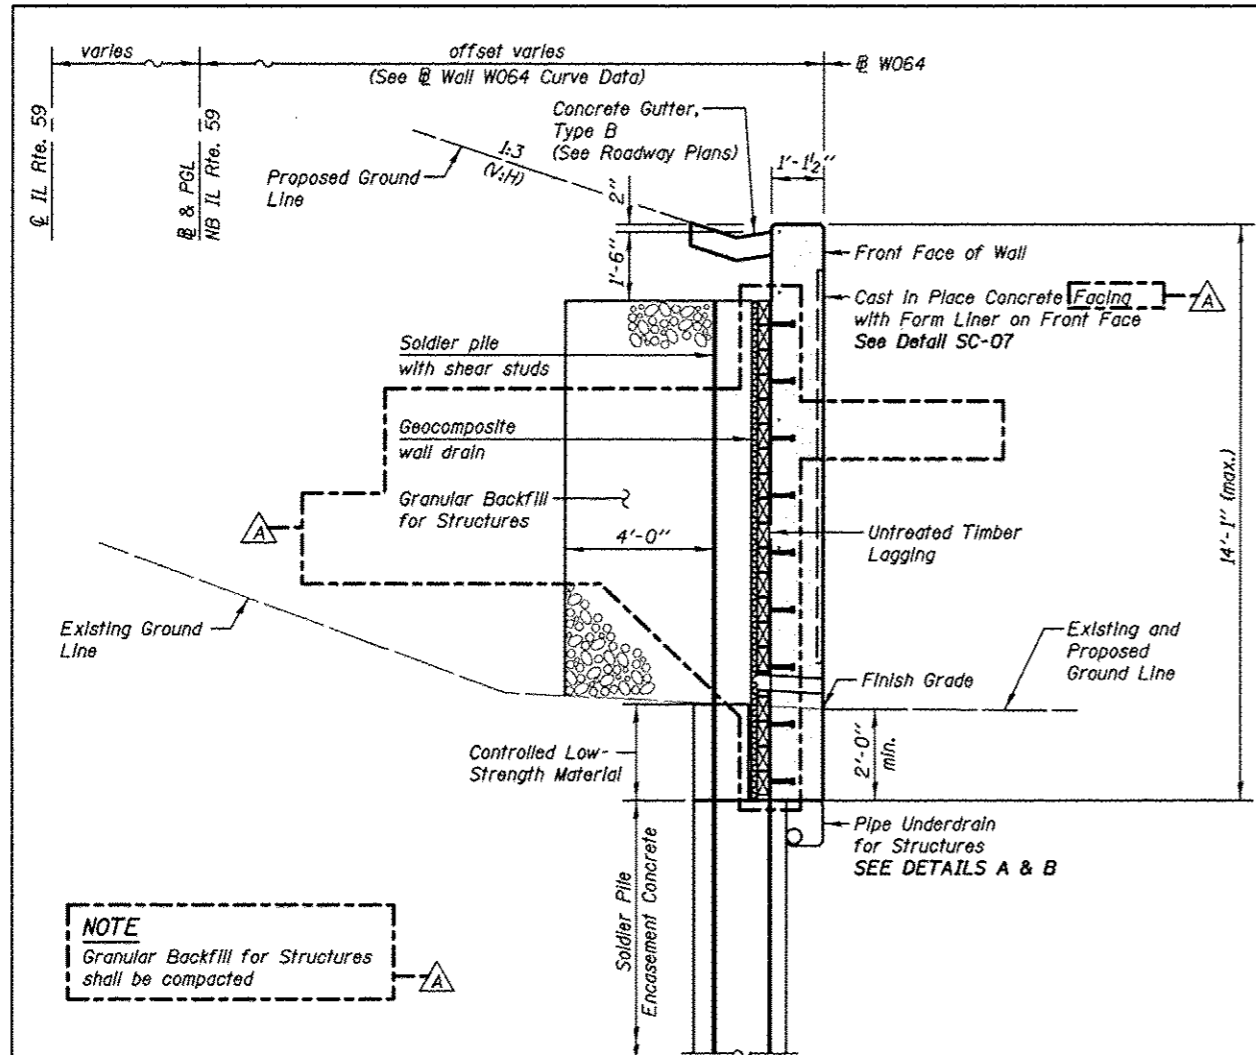 varies
offset varies
(See ⅊ Wall W064 Curve Data)
⅊ W064
℄ IL Rte. 59
⅊ & PGL
NB IL Rte. 59
Concrete Gutter,
Type B
(See Roadway Plans)
1:3
(V:H)
Proposed Ground
Line
1'-1½"
2"
1'-6"
Front Face of Wall
Cast in Place Concrete Facing
with Form Liner on Front Face
See Detail SC-07
A
Soldier pile
with shear studs
Geocomposite
wall drain
Granular Backfill
for Structures
A
4'-0"
Untreated Timber
Lagging
14'-1" (max.)
Existing Ground
Line
Existing and
Proposed
Ground Line
Finish Grade
Controlled Low-
Strength Material
2'-0"
min.
Pipe Underdrain
for Structures
SEE DETAILS A & B
Soldier Pile
Encasement Concrete
NOTE
Granular Backfill for Structures
shall be compacted
A